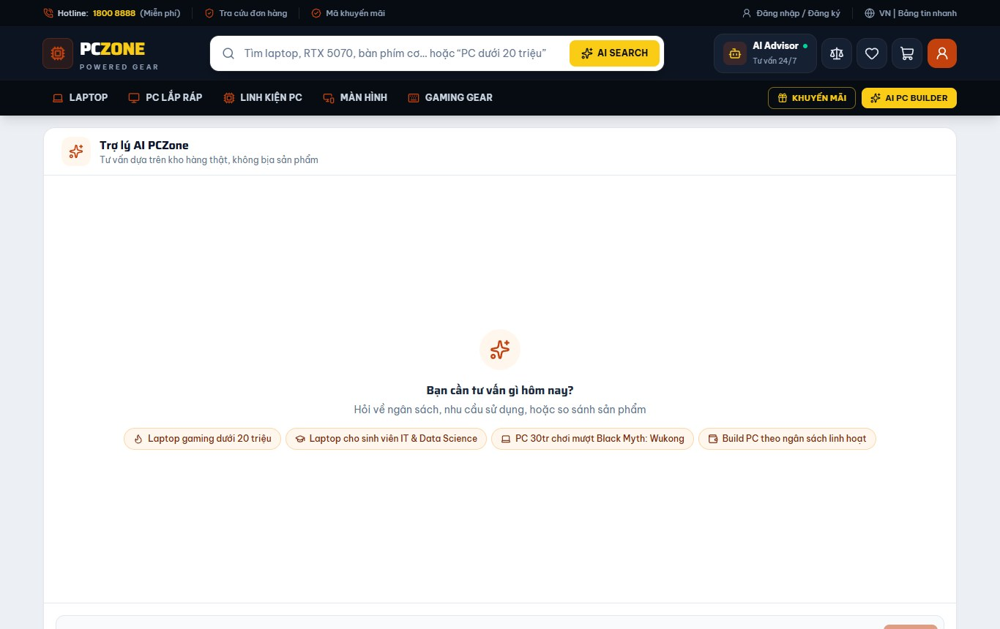 Hotline: 1800 8888 (Miễn phí) Tra cứu đơn hàng Mã khuyến mãi Đăng nhập / Đăng ký VN | Bảng tin nhanh
PCZONE
POWERED GEAR
Tìm laptop, RTX 5070, bàn phím cơ... hoặc “PC dưới 20 triệu”
AI SEARCH
AI Advisor
Tư vấn 24/7
LAPTOP PC LẮP RÁP LINH KIỆN PC MÀN HÌNH GAMING GEAR KHUYẾN MÃI AI PC BUILDER
Trợ lý AI PCZone
Tư vấn dựa trên kho hàng thật, không bịa sản phẩm
Bạn cần tư vấn gì hôm nay?
Hỏi về ngân sách, nhu cầu sử dụng, hoặc so sánh sản phẩm
Laptop gaming dưới 20 triệu Laptop cho sinh viên IT & Data Science PC 30tr chơi mượt Black Myth: Wukong Build PC theo ngân sách linh hoạt